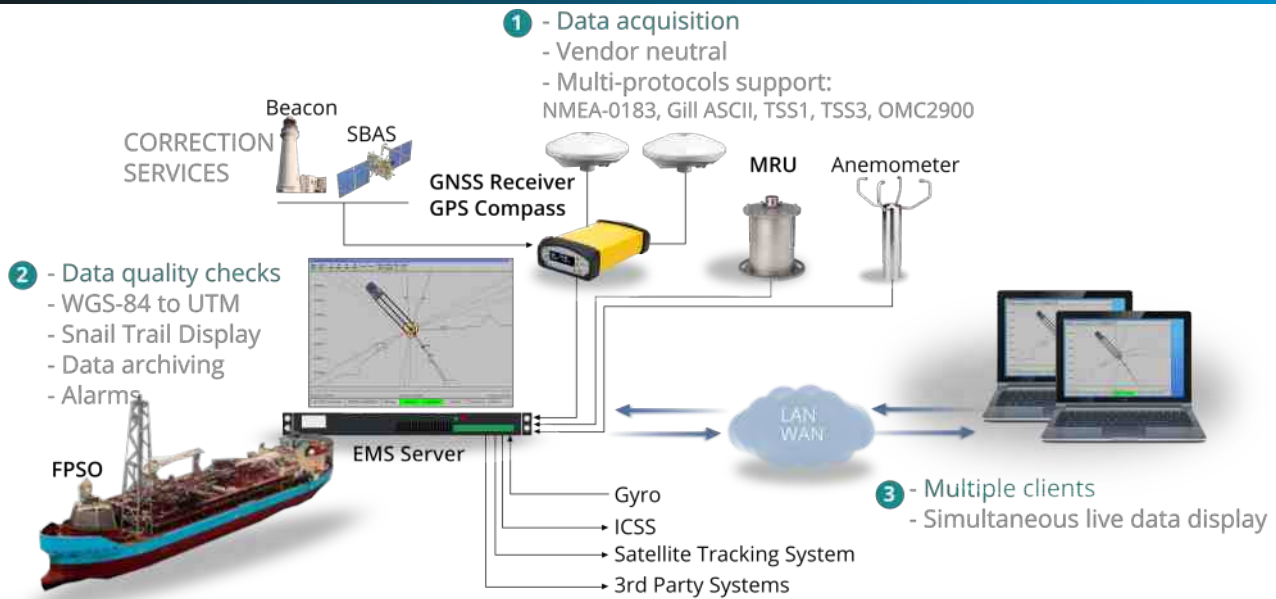 1 - Data acquisition
- Vendor neutral
- Multi-protocols support:
NMEA-0183, Gill ASCII, TSS1, TSS3, OMC2900
Beacon
SBAS
CORRECTION
SERVICES
GNSS Receiver
GPS Compass
MRU
Anemometer
2 - Data quality checks
- WGS-84 to UTM
- Snail Trail Display
- Data archiving
- Alarms
FPSO
EMS Server
LAN
WAN
3 - Multiple clients
- Simultaneous live data display
Gyro
ICSS
Satellite Tracking System
3rd Party Systems